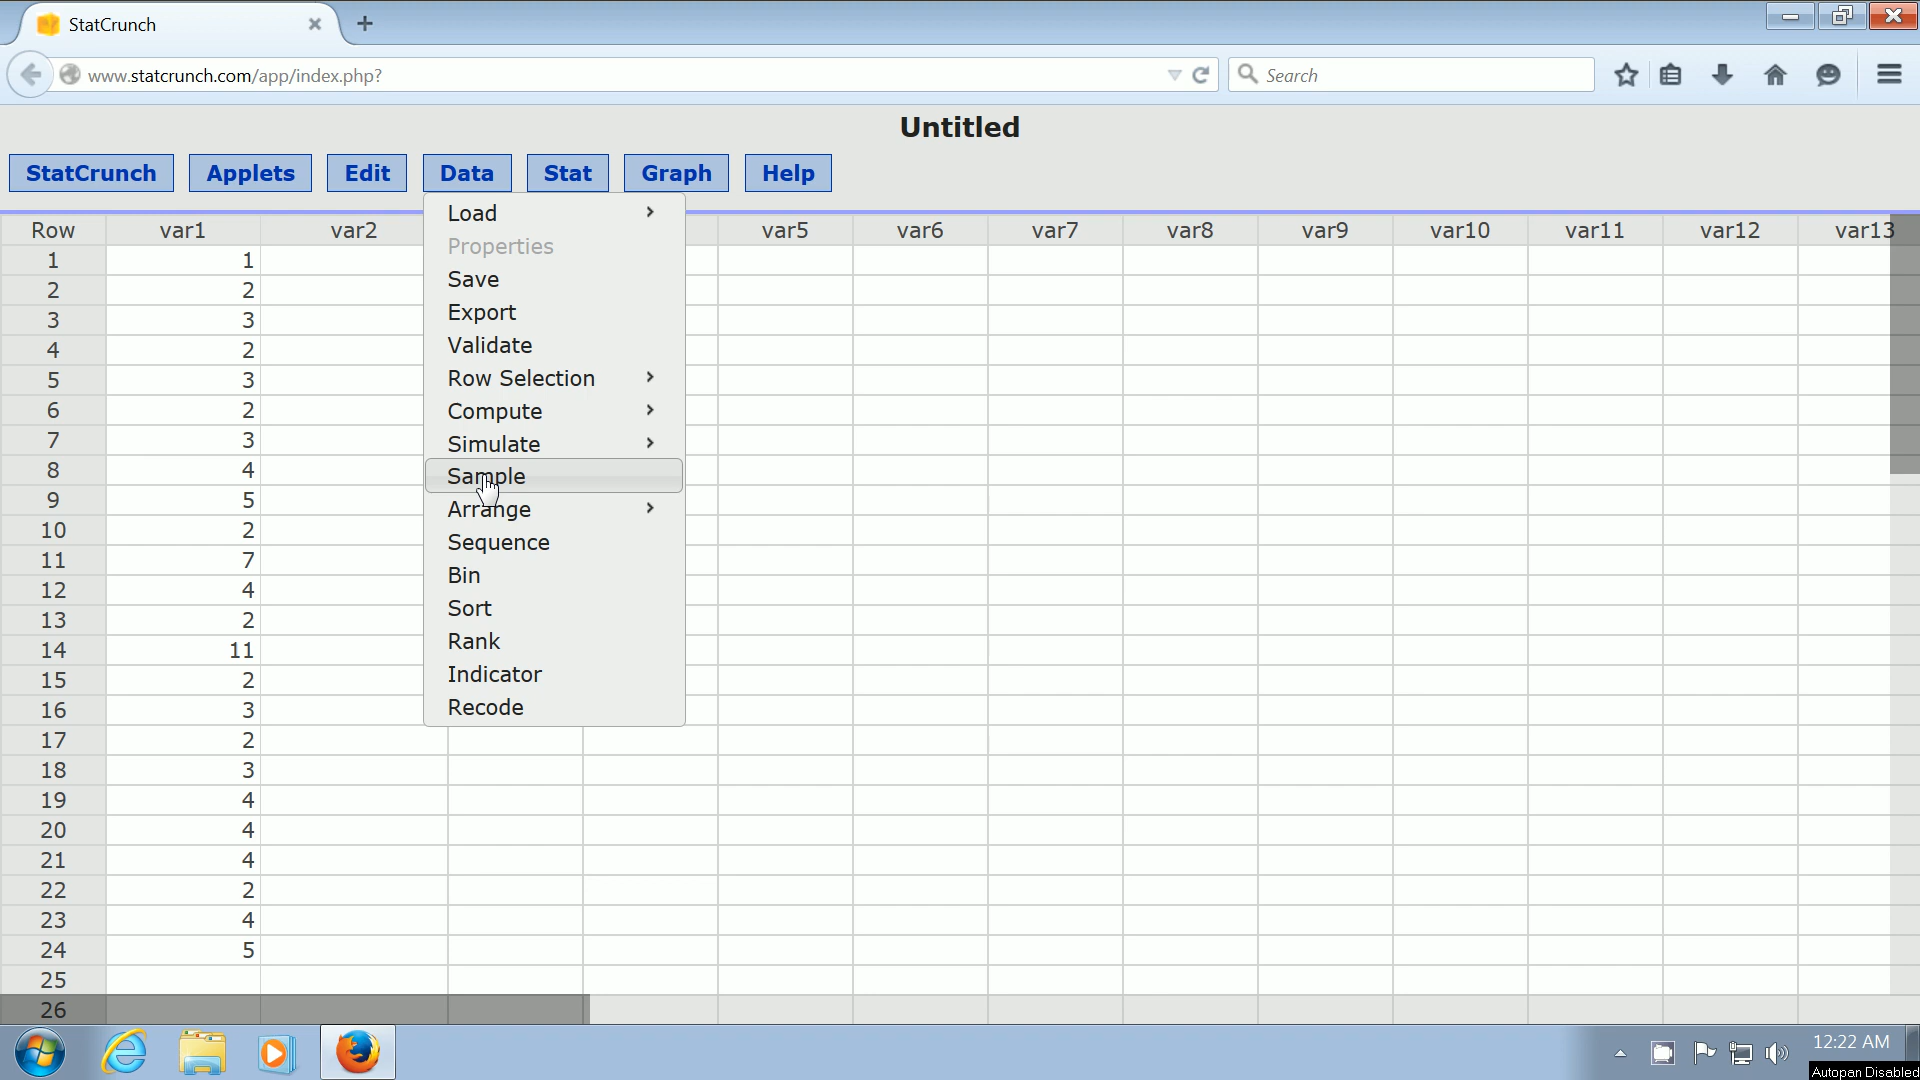 StatCrunch
www.statcrunch.com/app/index.php?
Search
Untitled
StatCrunch Applets Edit Data Stat Graph Help
Load
Properties
Save
Export
Validate
Row Selection
Compute
Simulate
Sample
Arrange
Sequence
Bin
Sort
Rank
Indicator
Recode
Row var1 var2 var5 var6 var7 var8 var9 var10 var11 var12 var13
1 1
2 2
3 3
4 2
5 3
6 2
7 3
8 4
9 5
10 2
11 7
12 4
13 2
14 11
15 2
16 3
17 2
18 3
19 4
20 4
21 4
22 2
23 4
24 5
25
26
12:22 AM
Autopan Disabled